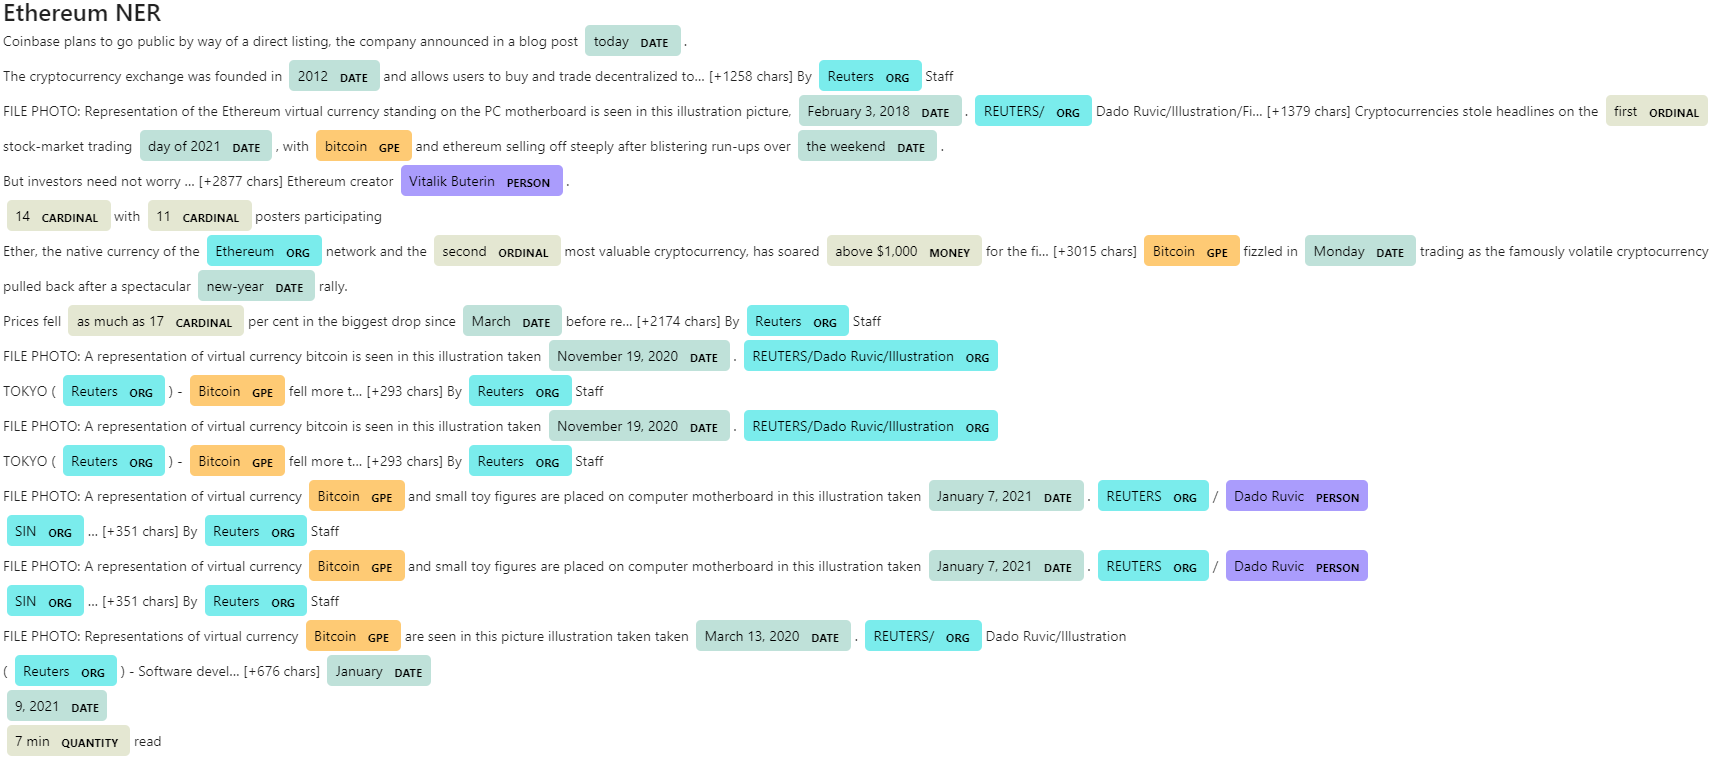 Ethereum NER
Coinbase plans to go public by way of a direct listing, the company announced in a blog post today DATE .
The cryptocurrency exchange was founded in 2012 DATE and allows users to buy and trade decentralized to… [+1258 chars] By Reuters ORG Staff
FILE PHOTO: Representation of the Ethereum virtual currency standing on the PC motherboard is seen in this illustration picture, February 3, 2018 DATE . REUTERS/ ORG Dado Ruvic/Illustration/Fi… [+1379 chars] Cryptocurrencies stole headlines on the first ORDINAL
stock-market trading day of 2021 DATE , with bitcoin GPE and ethereum selling off steeply after blistering run-ups over the weekend DATE .
But investors need not worry … [+2877 chars] Ethereum creator Vitalik Buterin PERSON .
14 CARDINAL with 11 CARDINAL posters participating
Ether, the native currency of the Ethereum ORG network and the second ORDINAL most valuable cryptocurrency, has soared above $1,000 MONEY for the fi… [+3015 chars] Bitcoin GPE fizzled in Monday DATE trading as the famously volatile cryptocurrency
pulled back after a spectacular new-year DATE rally.
Prices fell as much as 17 CARDINAL per cent in the biggest drop since March DATE before re… [+2174 chars] By Reuters ORG Staff
FILE PHOTO: A representation of virtual currency bitcoin is seen in this illustration taken November 19, 2020 DATE . REUTERS/Dado Ruvic/Illustration ORG
TOKYO ( Reuters ORG ) - Bitcoin GPE fell more t… [+293 chars] By Reuters ORG Staff
FILE PHOTO: A representation of virtual currency bitcoin is seen in this illustration taken November 19, 2020 DATE . REUTERS/Dado Ruvic/Illustration ORG
TOKYO ( Reuters ORG ) - Bitcoin GPE fell more t… [+293 chars] By Reuters ORG Staff
FILE PHOTO: A representation of virtual currency Bitcoin GPE and small toy figures are placed on computer motherboard in this illustration taken January 7, 2021 DATE . REUTERS ORG / Dado Ruvic PERSON
SIN ORG … [+351 chars] By Reuters ORG Staff
FILE PHOTO: A representation of virtual currency Bitcoin GPE and small toy figures are placed on computer motherboard in this illustration taken January 7, 2021 DATE . REUTERS ORG / Dado Ruvic PERSON
SIN ORG … [+351 chars] By Reuters ORG Staff
FILE PHOTO: Representations of virtual currency Bitcoin GPE are seen in this picture illustration taken taken March 13, 2020 DATE . REUTERS/ ORG Dado Ruvic/Illustration
( Reuters ORG ) - Software devel… [+676 chars] January DATE
9, 2021 DATE
7 min QUANTITY read